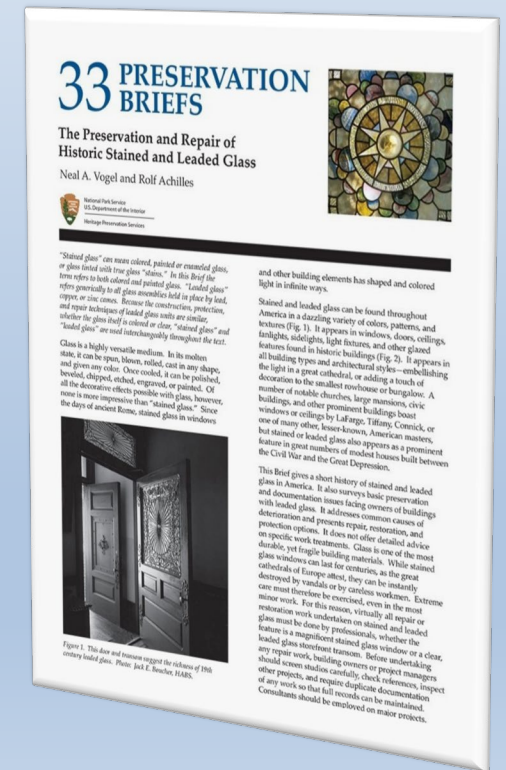 33 PRESERVATION
BRIEFS
The Preservation and Repair of
Historic Stained and Leaded Glass
Neal A. Vogel and Rolf Achilles
National Park Service
U.S. Department of the Interior
Heritage Preservation Services
"Stained glass" can mean colored, painted or enameled glass,
or glass tinted with true glass "stains." In this Brief the
term refers to both colored and painted glass. "Leaded glass"
refers generically to all glass assemblies held in place by lead,
copper, or zinc cames. Because the construction, protection,
and repair techniques of leaded glass units are similar,
whether the glass itself is colored or clear, "stained glass" and
"leaded glass" are used interchangeably throughout the text.
Glass is a highly versatile medium. In its molten
state, it can be spun, blown, rolled, cast in any shape,
and given any color. Once cooled, it can be polished,
beveled, chipped, etched, engraved, or painted. Of
all the decorative effects possible with glass, however,
none is more impressive than "stained glass." Since
the days of ancient Rome, stained glass in windows
Figure 1. This door and transom suggest the richness of 19th
century leaded glass. Photo: Jack E. Boucher, HABS.
and other building elements has shaped and colored
light in infinite ways.
Stained and leaded glass can be found throughout
America in a dazzling variety of colors, patterns, and
textures (Fig. 1). It appears in windows, doors, ceilings,
fanlights, sidelights, light fixtures, and other glazed
features found in historic buildings (Fig. 2). It appears in
all building types and architectural styles—embellishing
the light in a great cathedral, or adding a touch of
decoration to the smallest rowhouse or bungalow. A
number of notable churches, large mansions, civic
buildings, and other prominent buildings boast
windows or ceilings by LaFarge, Tiffany, Connick, or
one of many other, lesser-known, American masters,
but stained or leaded glass also appears as a prominent
feature in great numbers of modest houses built between
the Civil War and the Great Depression.
This Brief gives a short history of stained and leaded
glass in America. It also surveys basic preservation
and documentation issues facing owners of buildings
with leaded glass. It addresses common causes of
deterioration and presents repair, restoration, and
protection options. It does not offer detailed advice
on specific work treatments. Glass is one of the most
durable, yet fragile building materials. While stained
glass windows can last for centuries, as the great
cathedrals of Europe attest, they can be instantly
destroyed by vandals or by careless workmen. Extreme
care must therefore be exercised, even in the most
minor work. For this reason, virtually all repair or
restoration work undertaken on stained and leaded
glass must be done by professionals, whether the
feature is a magnificent stained glass window or a clear,
leaded glass storefront transom. Before undertaking
any repair work, building owners or project managers
should screen studios carefully, check references, inspect
other projects, and require duplicate documentation
of any work so that full records can be maintained.
Consultants should be employed on major projects.